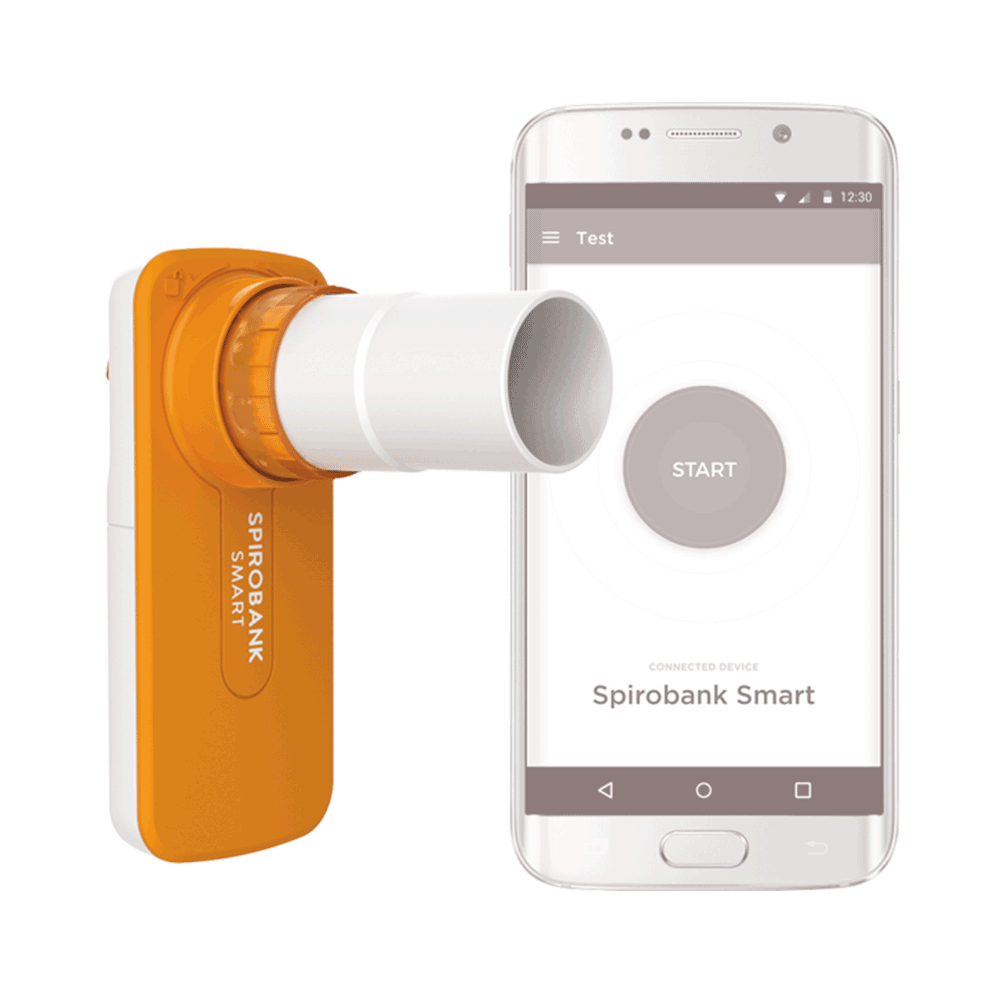 SPIROBANK
SMART
12:30
Test
START
CONNECTED DEVICE
Spirobank Smart